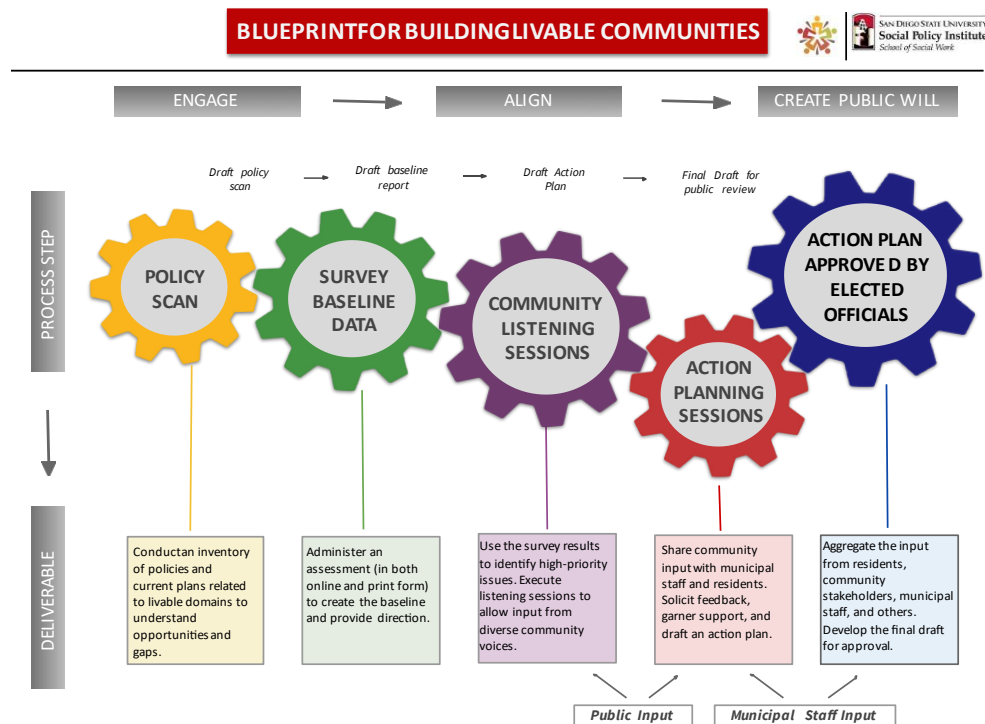 BLUEPRINT FOR BUILDING LIVABLE COMMUNITIES
SAN DIEGO STATE UNIVERSITY
Social Policy Institute
School of Social Work
ENGAGE
ALIGN
CREATE PUBLIC WILL
Draft policy
scan
Draft baseline
report
Draft Action
Plan
Final Draft for
public review
PROCESS STEP
POLICY
SCAN
SURVEY
BASELINE
DATA
COMMUNITY
LISTENING
SESSIONS
ACTION
PLANNING
SESSIONS
ACTION PLAN
APPROVED BY
ELECTED
OFFICIALS
DELIVERABLE
Conduct an inventory
of policies and
current plans related
to livable domains to
understand
opportunities and
gaps.
Administer an
assessment (in both
online and print form)
to create the baseline
and provide direction.
Use the survey results
to identify high-priority
issues. Execute
listening sessions to
allow input from
diverse community
voices.
Share community
input with municipal
staff and residents.
Solicit feedback,
garner support, and
draft an action plan.
Aggregate the input
from residents,
community
stakeholders, municipal
staff, and others.
Develop the final draft
for approval.
Public Input
Municipal Staff Input